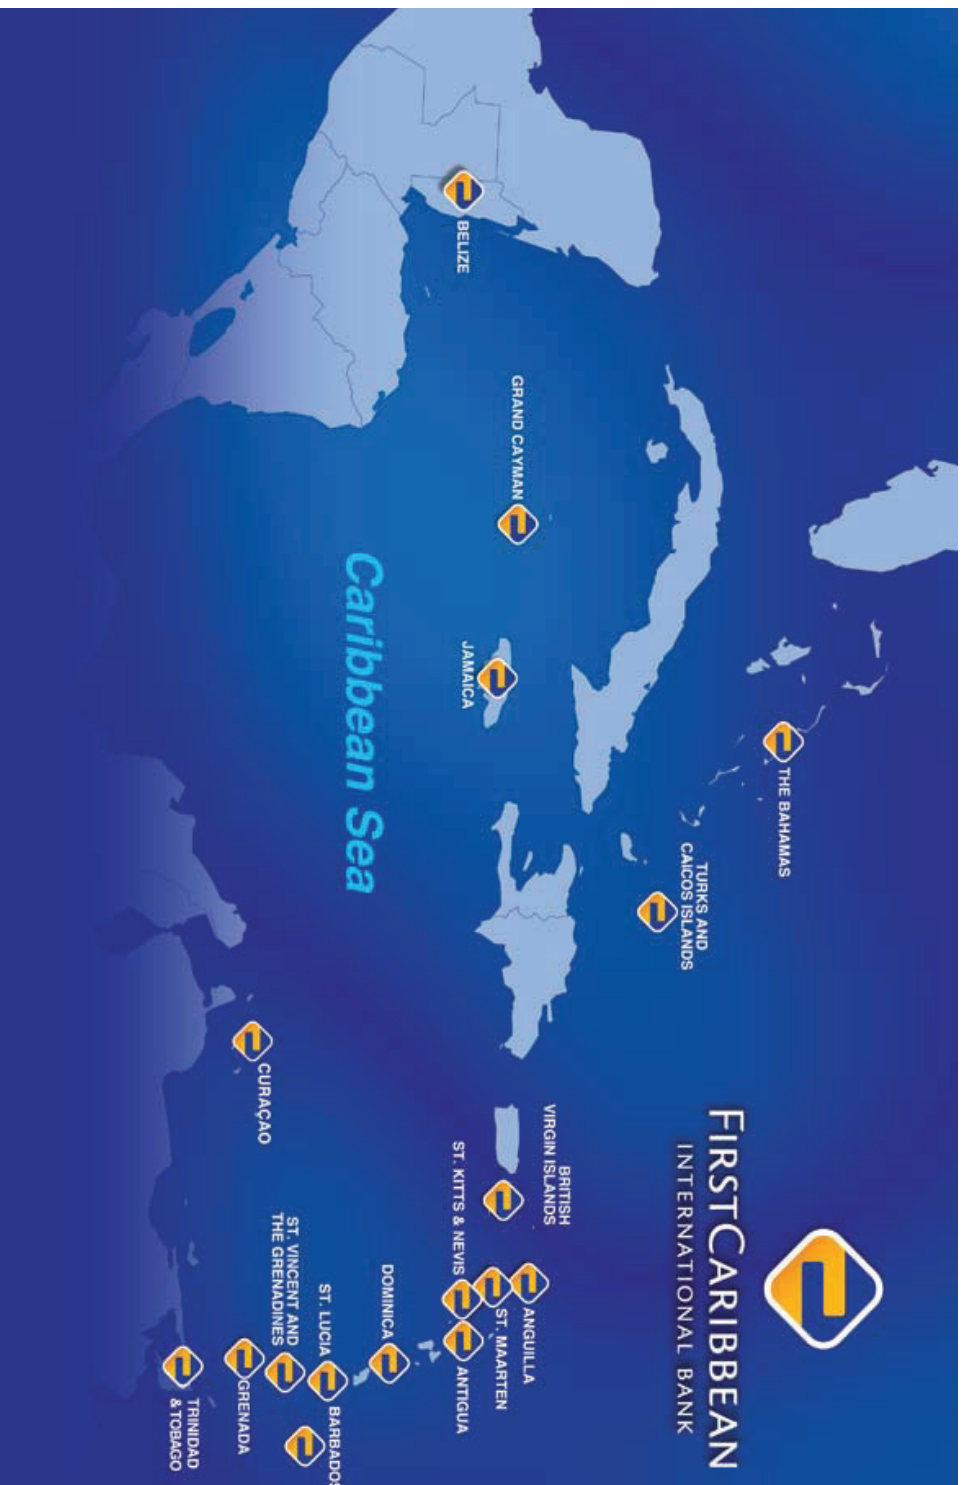 FIRSTCARIBBEAN
INTERNATIONAL BANK
THE BAHAMAS
TURKS AND
CAICOS ISLANDS
BELIZE
GRAND CAYMAN
JAMAICA
BRITISH
VIRGIN ISLANDS
ANGUILLA
ST. MAARTEN
ST. KITTS & NEVIS
ANTIGUA
Caribbean Sea
DOMINICA
ST. LUCIA
BARBADOS
ST. VINCENT AND
THE GRENADINES
CURAÇAO
GRENADA
TRINIDAD
& TOBAGO